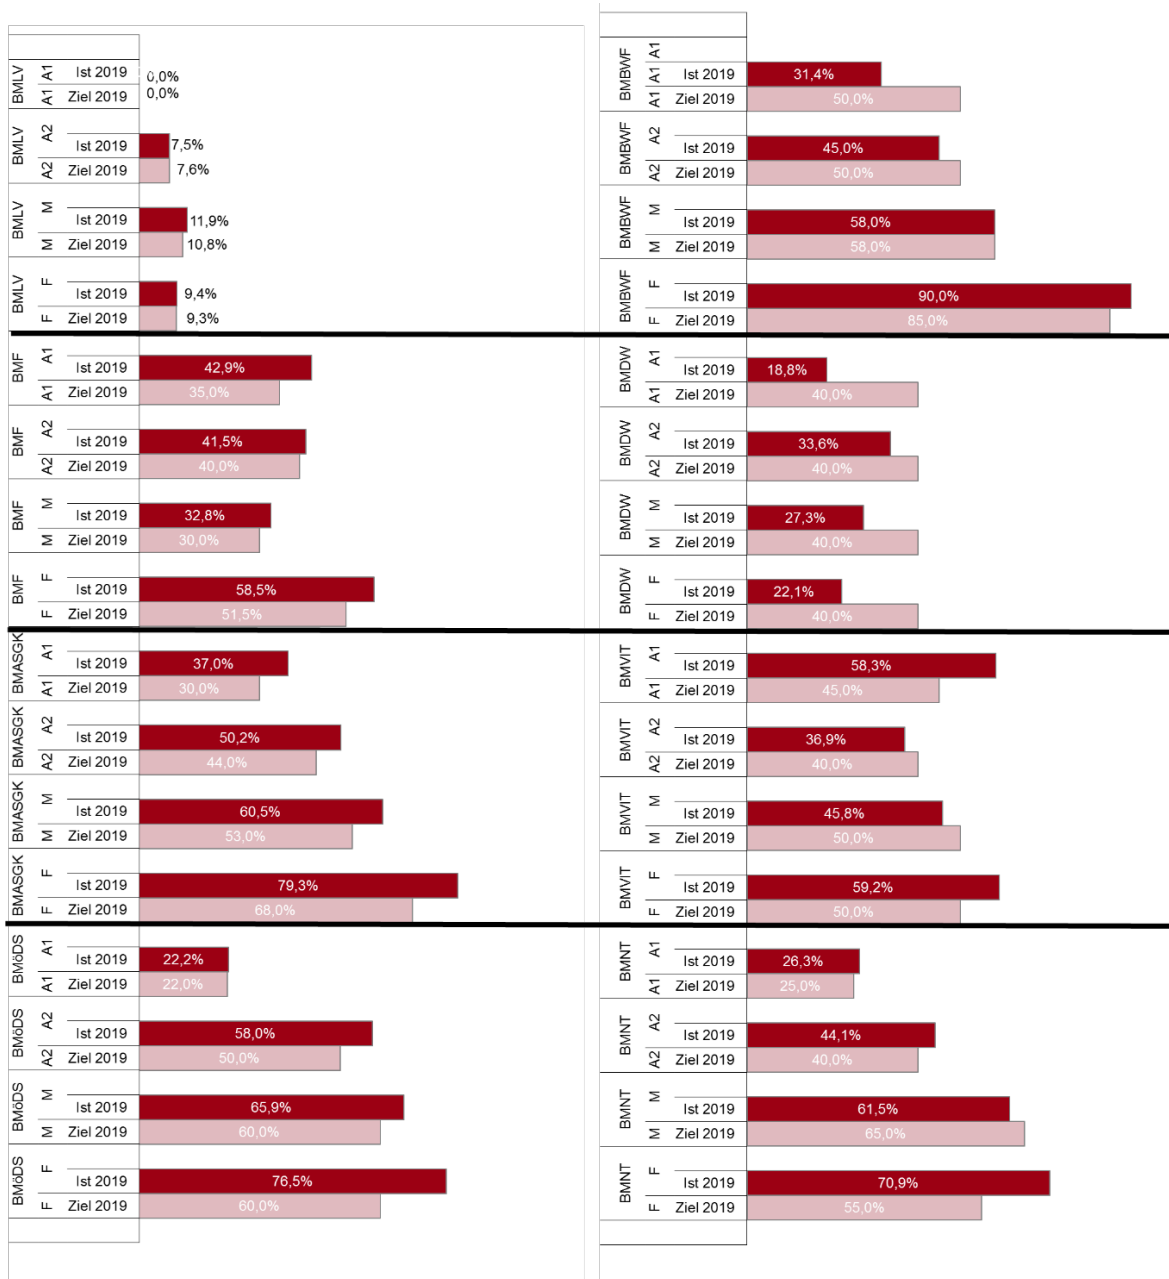 BMLV A1 Ist 2019 0,0%
A1 Ziel 2019 0,0%
BMLV A2 Ist 2019 7,5%
A2 Ziel 2019 7,6%
BMLV M Ist 2019 11,9%
M Ziel 2019 10,8%
BMLV F Ist 2019 9,4%
F Ziel 2019 9,3%
BMF A1 Ist 2019 42,9%
A1 Ziel 2019 35,0%
BMF A2 Ist 2019 41,5%
A2 Ziel 2019 40,0%
BMF M Ist 2019 32,8%
M Ziel 2019 30,0%
BMF F Ist 2019 58,5%
F Ziel 2019 51,5%
BMASGK A1 Ist 2019 37,0%
A1 Ziel 2019 30,0%
BMASGK A2 Ist 2019 50,2%
A2 Ziel 2019 44,0%
BMASGK M Ist 2019 60,5%
M Ziel 2019 53,0%
BMASGK F Ist 2019 79,3%
F Ziel 2019 68,0%
BMöDS A1 Ist 2019 22,2%
A1 Ziel 2019 22,0%
BMöDS A2 Ist 2019 58,0%
A2 Ziel 2019 50,0%
BMöDS M Ist 2019 65,9%
M Ziel 2019 60,0%
BMöDS F Ist 2019 76,5%
F Ziel 2019 60,0%
BMBWF A1
A1 Ist 2019 31,4%
A1 Ziel 2019 50,0%
BMBWF A2 Ist 2019 45,0%
A2 Ziel 2019 50,0%
BMBWF M Ist 2019 58,0%
M Ziel 2019 58,0%
BMBWF F Ist 2019 90,0%
F Ziel 2019 85,0%
BMDW A1 Ist 2019 18,8%
A1 Ziel 2019 40,0%
BMDW A2 Ist 2019 33,6%
A2 Ziel 2019 40,0%
BMDW M Ist 2019 27,3%
M Ziel 2019 40,0%
BMDW F Ist 2019 22,1%
F Ziel 2019 40,0%
BMVIT A1 Ist 2019 58,3%
A1 Ziel 2019 45,0%
BMVIT A2 Ist 2019 36,9%
A2 Ziel 2019 40,0%
BMVIT M Ist 2019 45,8%
M Ziel 2019 50,0%
BMVIT F Ist 2019 59,2%
F Ziel 2019 50,0%
BMNT A1 Ist 2019 26,3%
A1 Ziel 2019 25,0%
BMNT A2 Ist 2019 44,1%
A2 Ziel 2019 40,0%
BMNT M Ist 2019 61,5%
M Ziel 2019 65,0%
BMNT F Ist 2019 70,9%
F Ziel 2019 55,0%